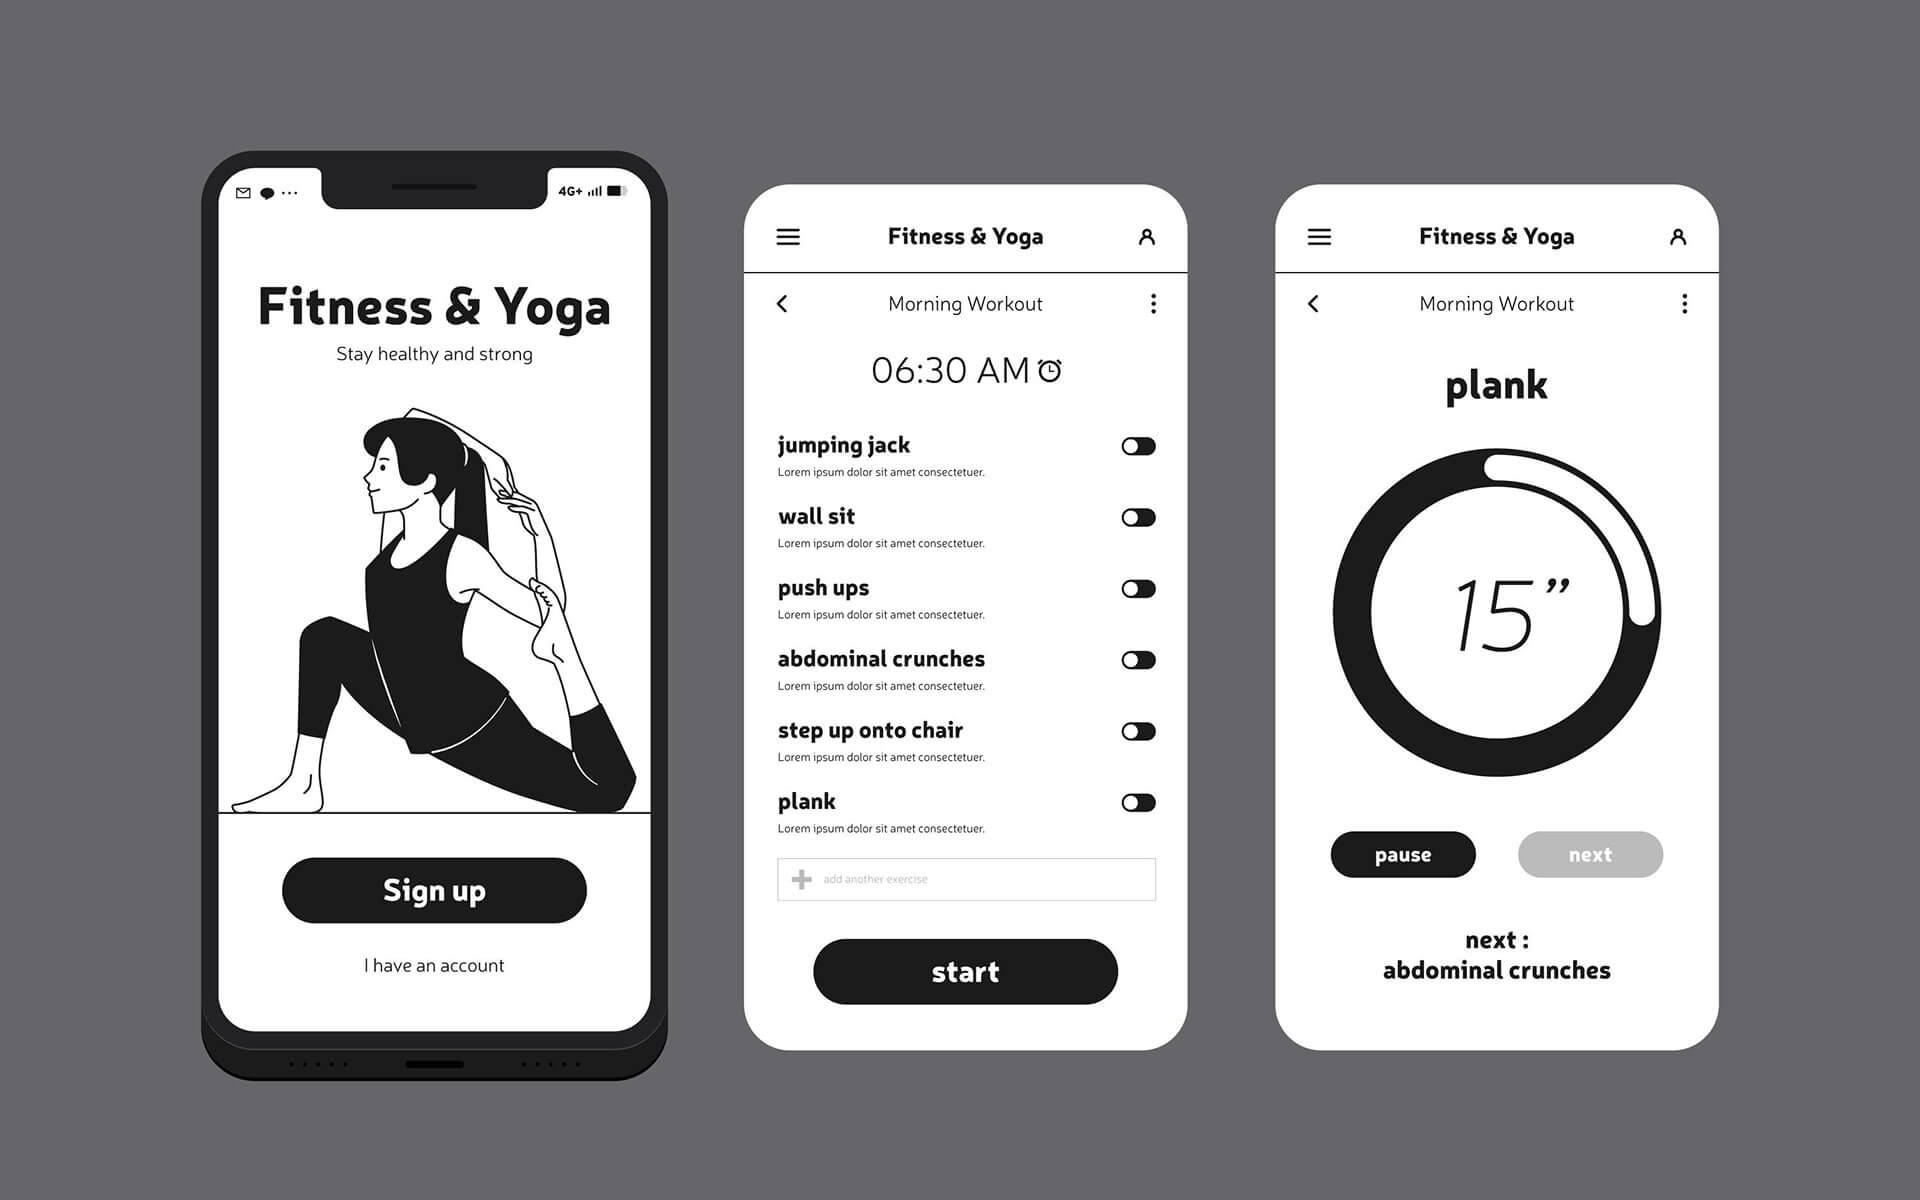 4G+
Fitness & Yoga
Stay healthy and strong
Sign up
I have an account
Fitness & Yoga
Morning Workout
06:30 AM
jumping jack
Lorem ipsum dolor sit amet consectetuer.
wall sit
Lorem ipsum dolor sit amet consectetuer.
push ups
Lorem ipsum dolor sit amet consectetuer.
abdominal crunches
Lorem ipsum dolor sit amet consectetuer.
step up onto chair
Lorem ipsum dolor sit amet consectetuer.
plank
Lorem ipsum dolor sit amet consectetuer.
add another exercise
start
Fitness & Yoga
Morning Workout
plank
15”
pause
next
next :
abdominal crunches